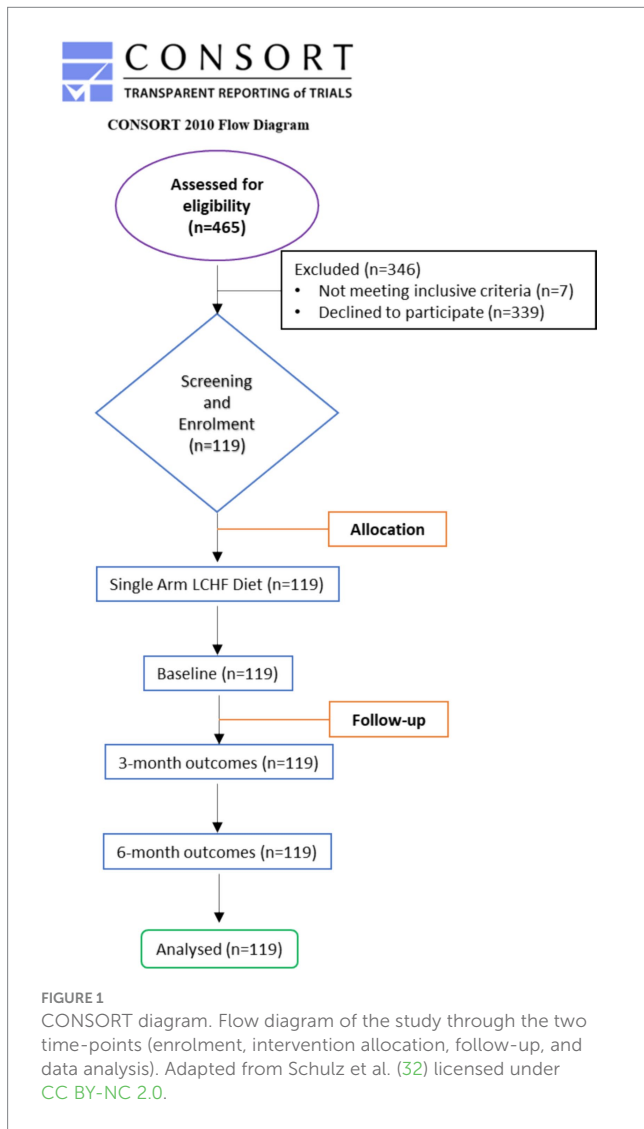 CONSORT
TRANSPARENT REPORTING of TRIALS
CONSORT 2010 Flow Diagram
Assessed for
eligibility
(n=465)
Excluded (n=346)
• Not meeting inclusive criteria (n=7)
• Declined to participate (n=339)
Screening
and
Enrolment
(n=119)
Allocation
Single Arm LCHF Diet (n=119)
Baseline (n=119)
Follow-up
3-month outcomes (n=119)
6-month outcomes (n=119)
Analysed (n=119)
FIGURE 1
CONSORT diagram. Flow diagram of the study through the two
time-points (enrolment, intervention allocation, follow-up, and
data analysis). Adapted from Schulz et al. (32) licensed under
CC BY-NC 2.0.